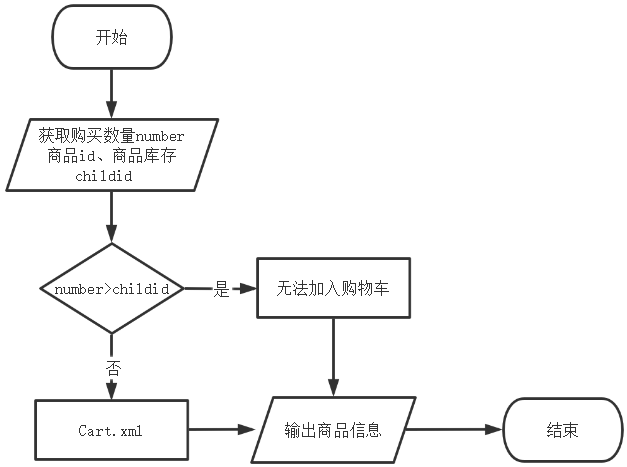 开始
获取购买数量number
商品id、商品库存
childid
number>childid
是
无法加入购物车
否
Cart.xml
输出商品信息
结束